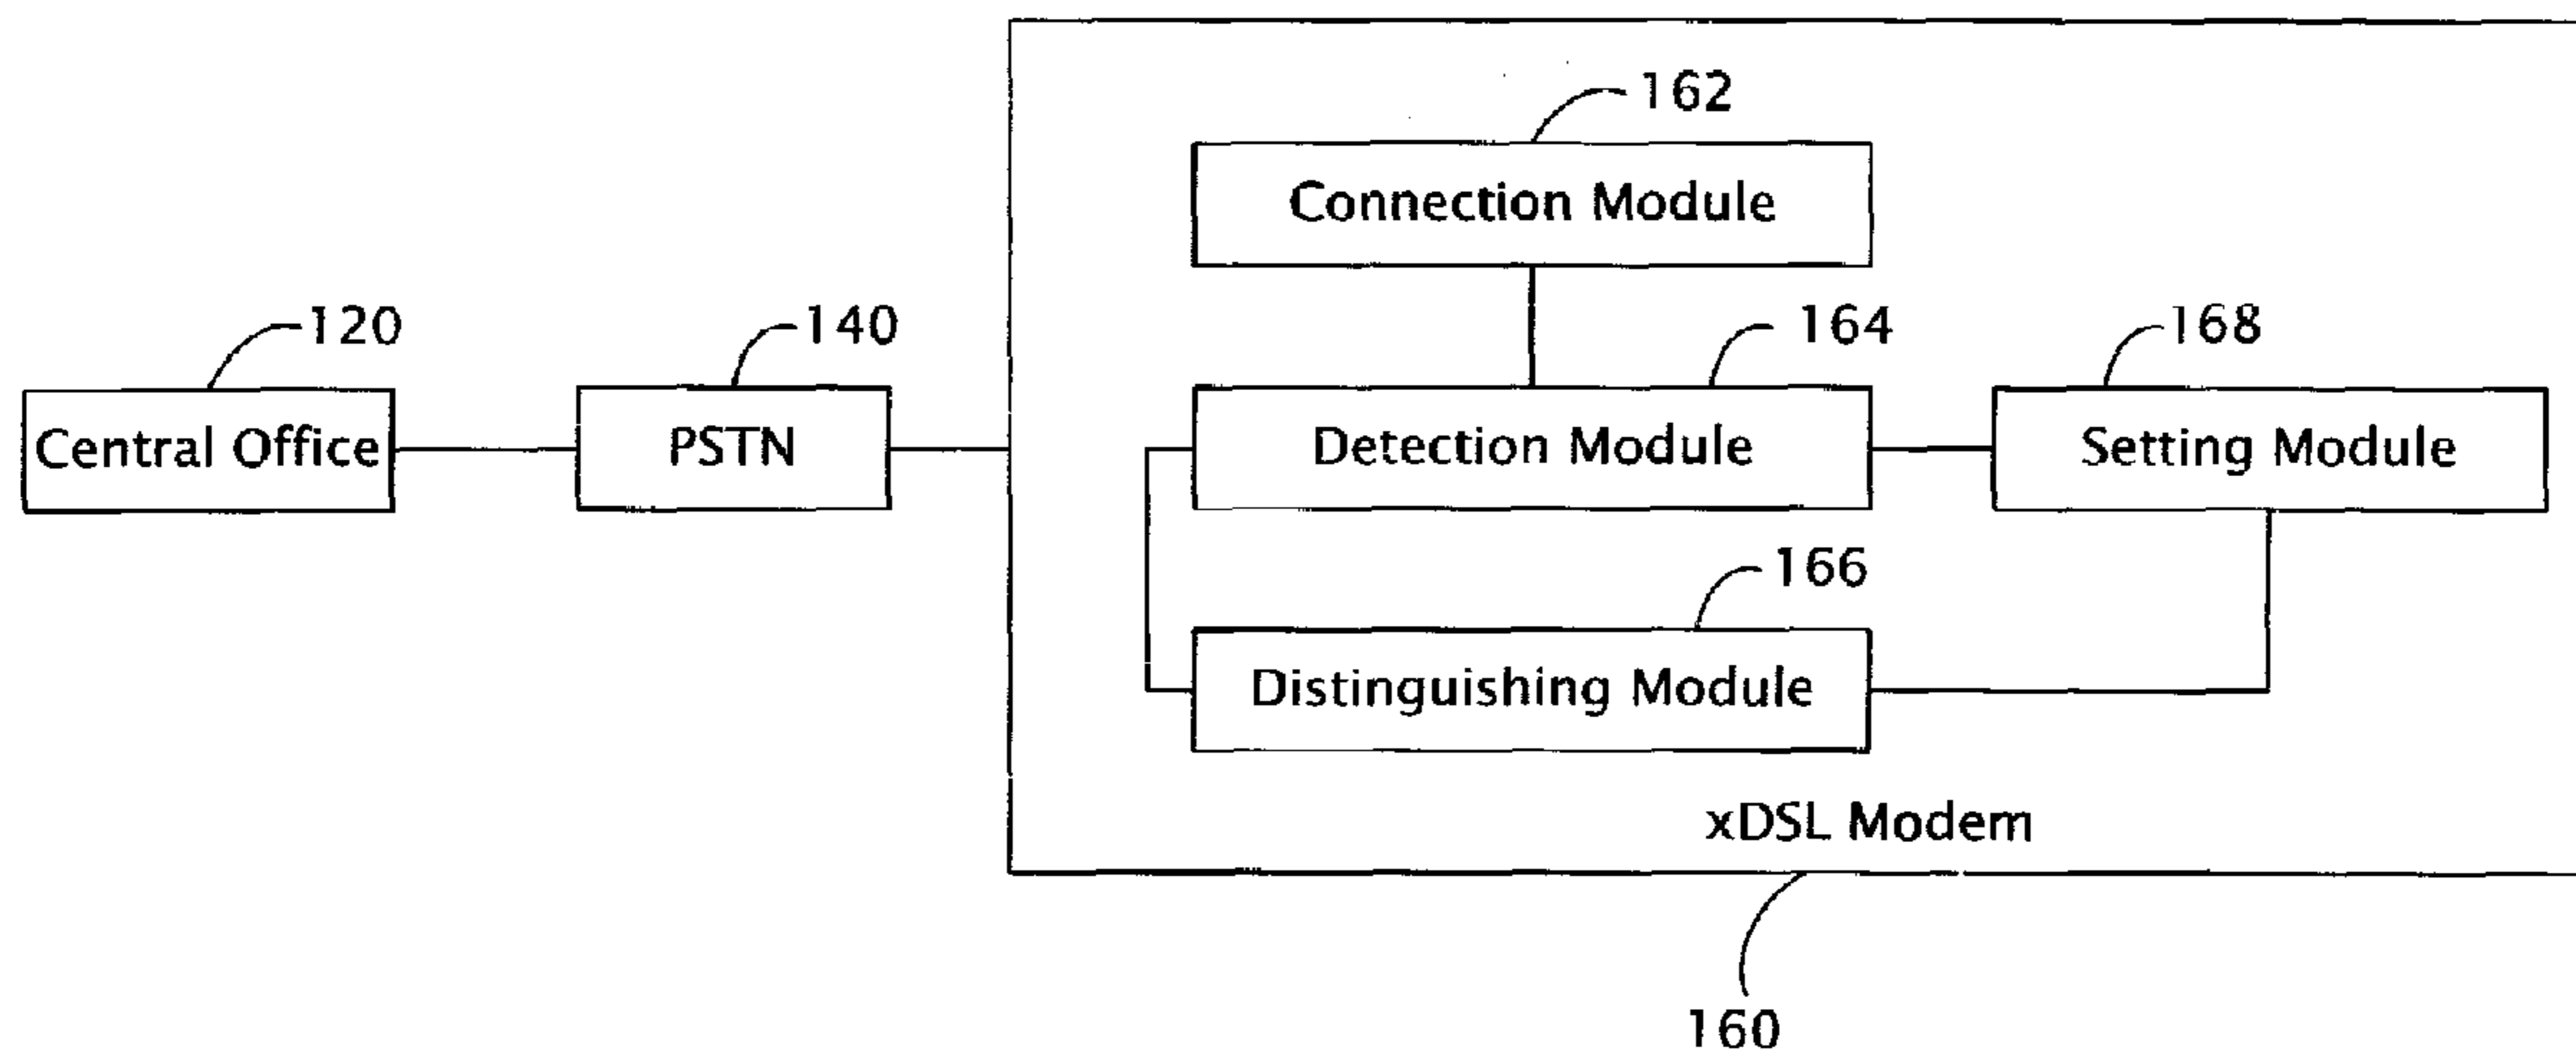 162
Connection Module
120
140
164
168
Central Office
PSTN
Detection Module
Setting Module
166
Distinguishing Module
xDSL Modem
160